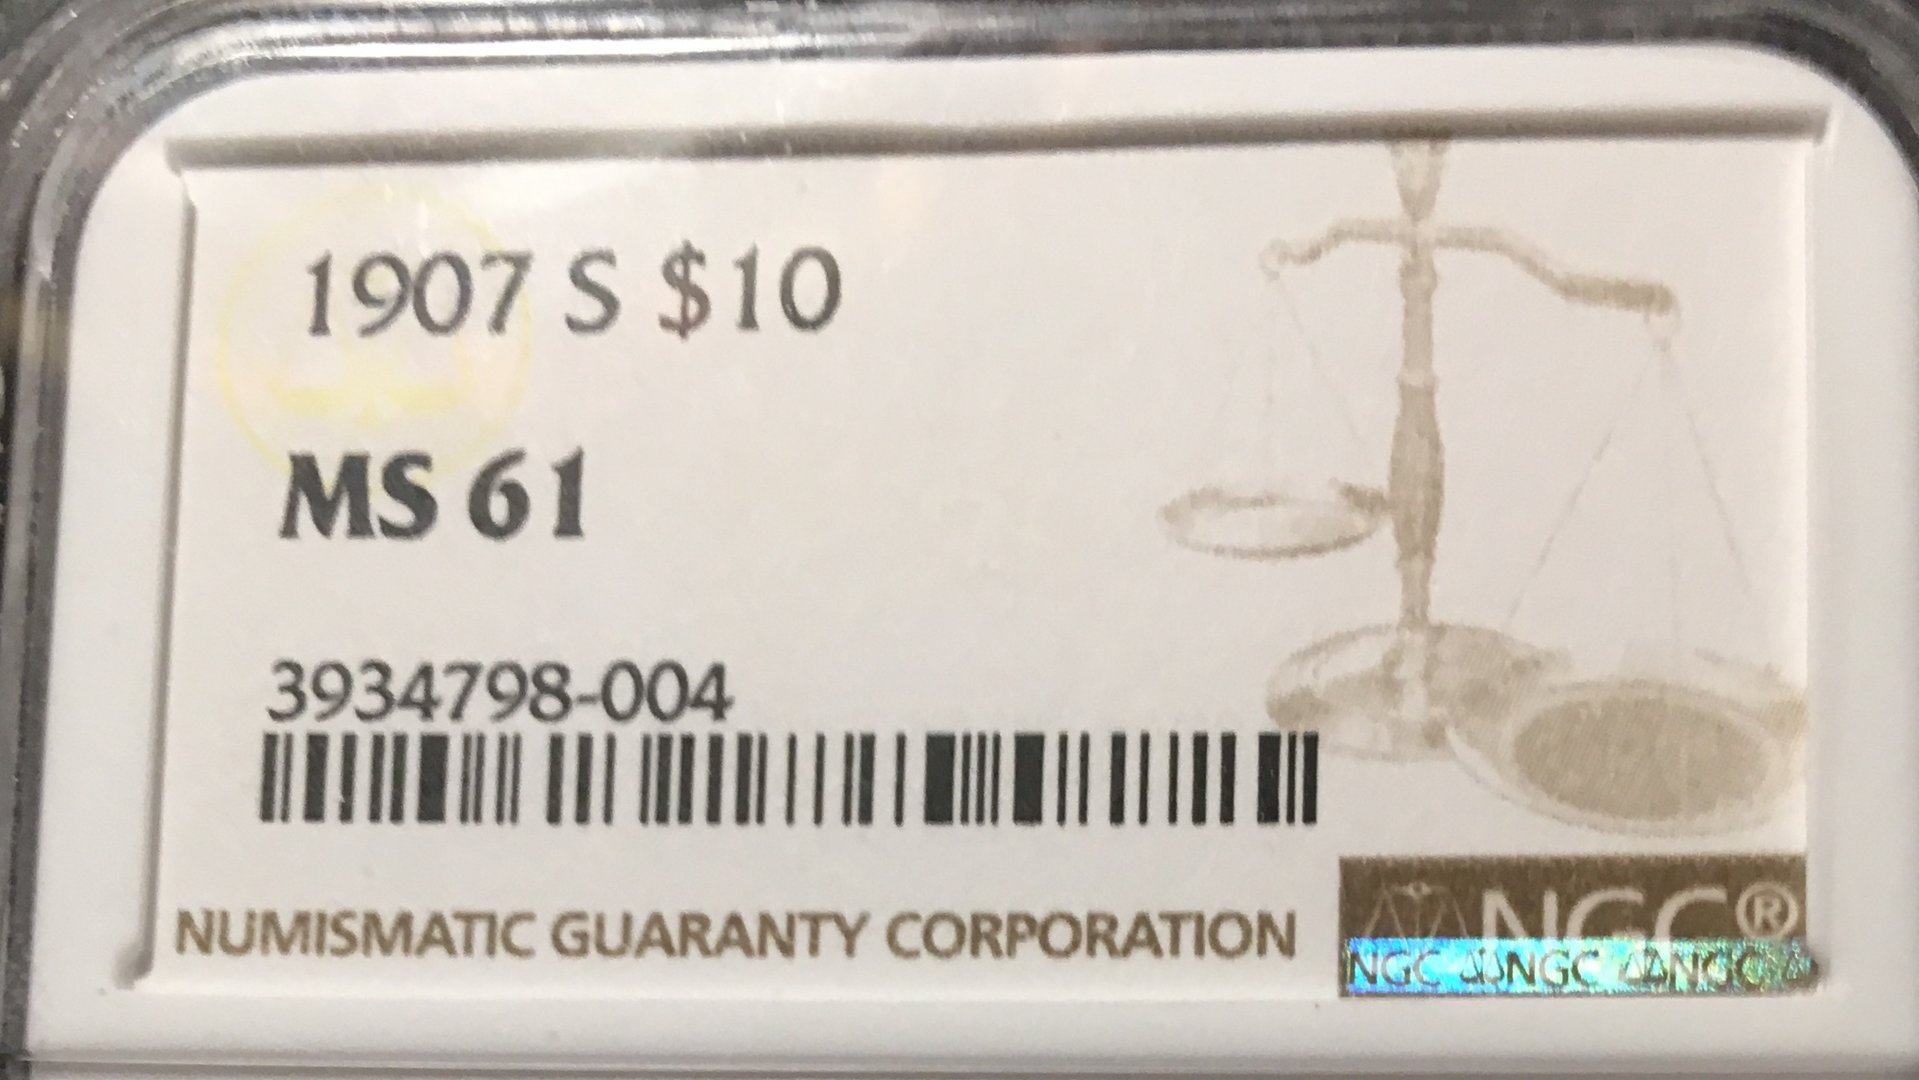 1907 S $10
MS 61
3934798-004
NUMISMATIC GUARANTY CORPORATION
NGC®
NGC NGC NGC